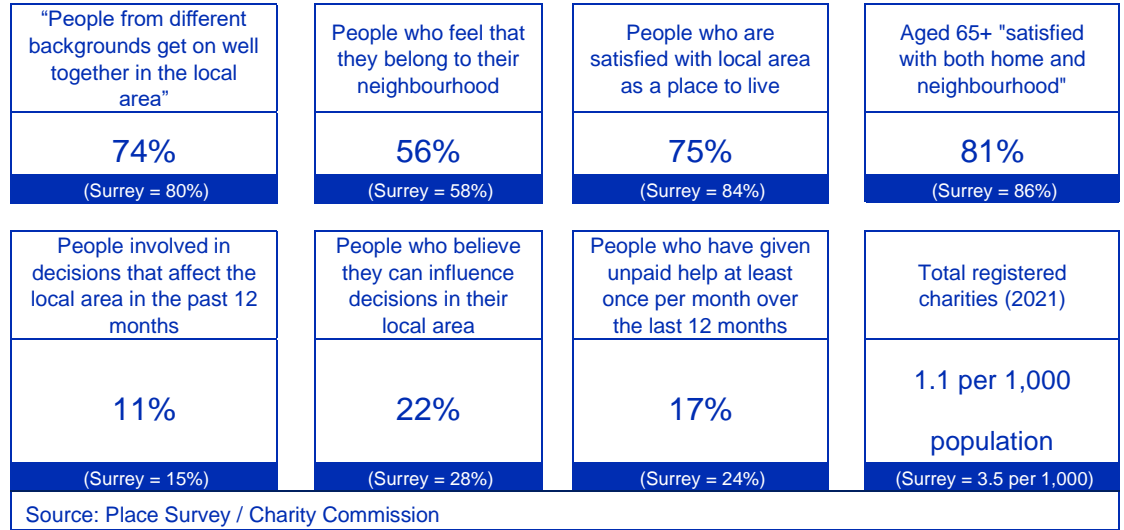 “People from different
backgrounds get on well
together in the local
area”
74%
(Surrey = 80%)
People who feel that
they belong to their
neighbourhood
56%
(Surrey = 58%)
People who are
satisfied with local area
as a place to live
75%
(Surrey = 84%)
Aged 65+ "satisfied
with both home and
neighbourhood"
81%
(Surrey = 86%)
People involved in
decisions that affect the
local area in the past 12
months
11%
(Surrey = 15%)
People who believe
they can influence
decisions in their
local area
22%
(Surrey = 28%)
People who have given
unpaid help at least
once per month over
the last 12 months
17%
(Surrey = 24%)
Total registered
charities (2021)
1.1 per 1,000
population
(Surrey = 3.5 per 1,000)
Source: Place Survey / Charity Commission